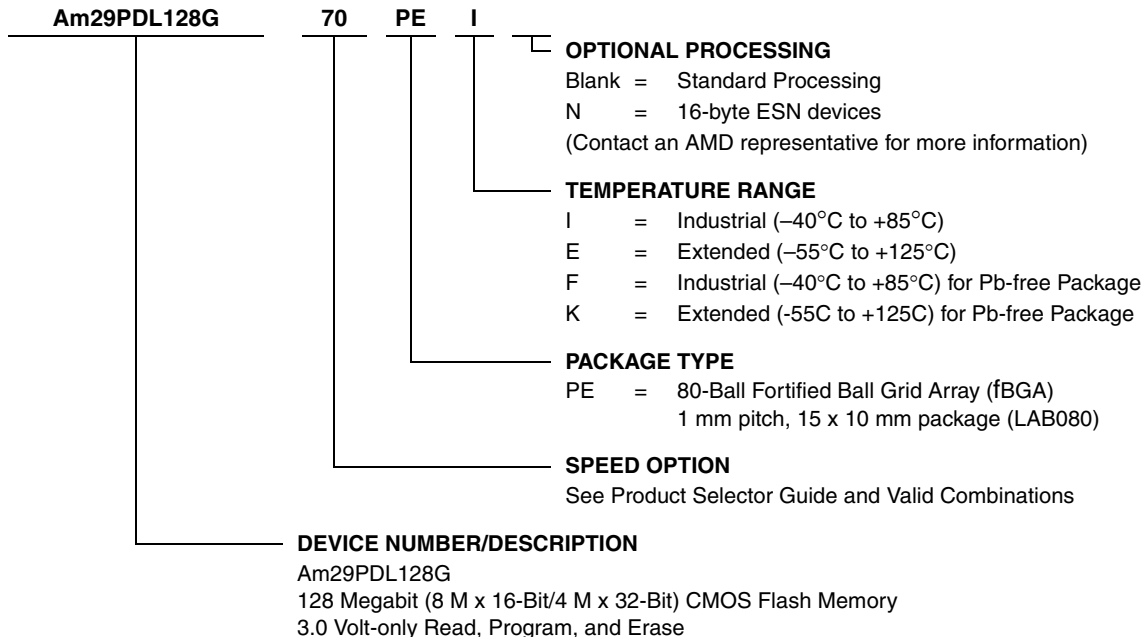 Am29PDL128G 70 PE I
OPTIONAL PROCESSING
Blank = Standard Processing
N = 16-byte ESN devices
(Contact an AMD representative for more information)
TEMPERATURE RANGE
I = Industrial (–40°C to +85°C)
E = Extended (–55°C to +125°C)
F = Industrial (–40°C to +85°C) for Pb-free Package
K = Extended (-55C to +125C) for Pb-free Package
PACKAGE TYPE
PE = 80-Ball Fortified Ball Grid Array (fBGA)
1 mm pitch, 15 x 10 mm package (LAB080)
SPEED OPTION
See Product Selector Guide and Valid Combinations
DEVICE NUMBER/DESCRIPTION
Am29PDL128G
128 Megabit (8 M x 16-Bit/4 M x 32-Bit) CMOS Flash Memory
3.0 Volt-only Read, Program, and Erase